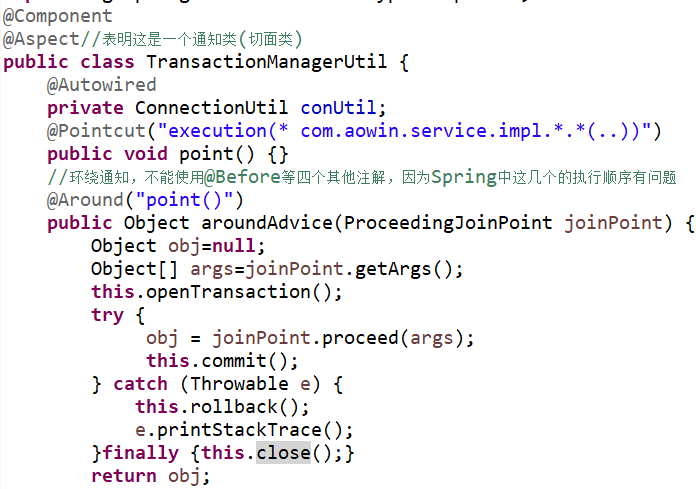 @Component
@Aspect//表明这是一个通知类(切面类)
public class TransactionManagerUtil {
@Autowired
private ConnectionUtil conUtil;
@Pointcut("execution(* com.aowin.service.impl.*.*(..))")
public void point() {}
//环绕通知，不能使用@Before等四个其他注解，因为Spring中这几个的执行顺序有问题
@Around("point()")
public Object aroundAdvice(ProceedingJoinPoint joinPoint) {
Object obj=null;
Object[] args=joinPoint.getArgs();
this.openTransaction();
try {
obj = joinPoint.proceed(args);
this.commit();
} catch (Throwable e) {
this.rollback();
e.printStackTrace();
}finally {this.close();}
return obj;